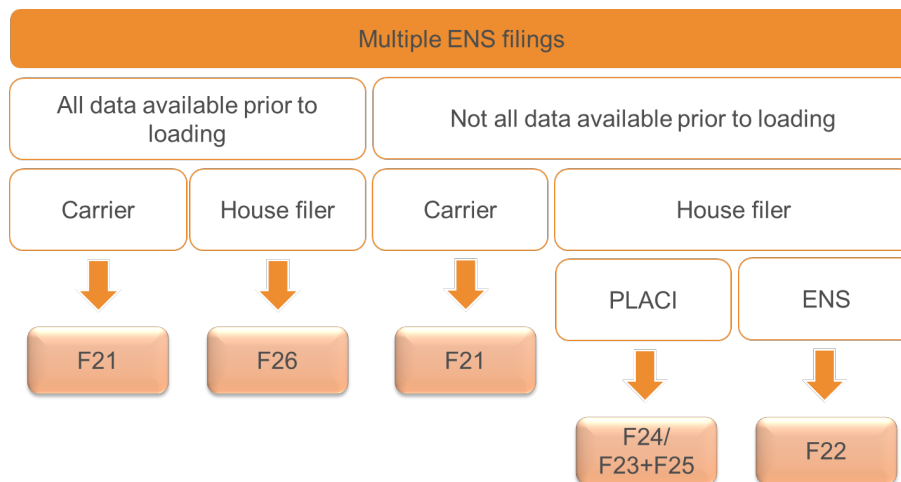 Multiple ENS filings
All data available prior to
loading
Not all data available prior to loading
Carrier
House filer
Carrier
House filer
PLACI
ENS
F21
F26
F21
F24/
F23+F25
F22